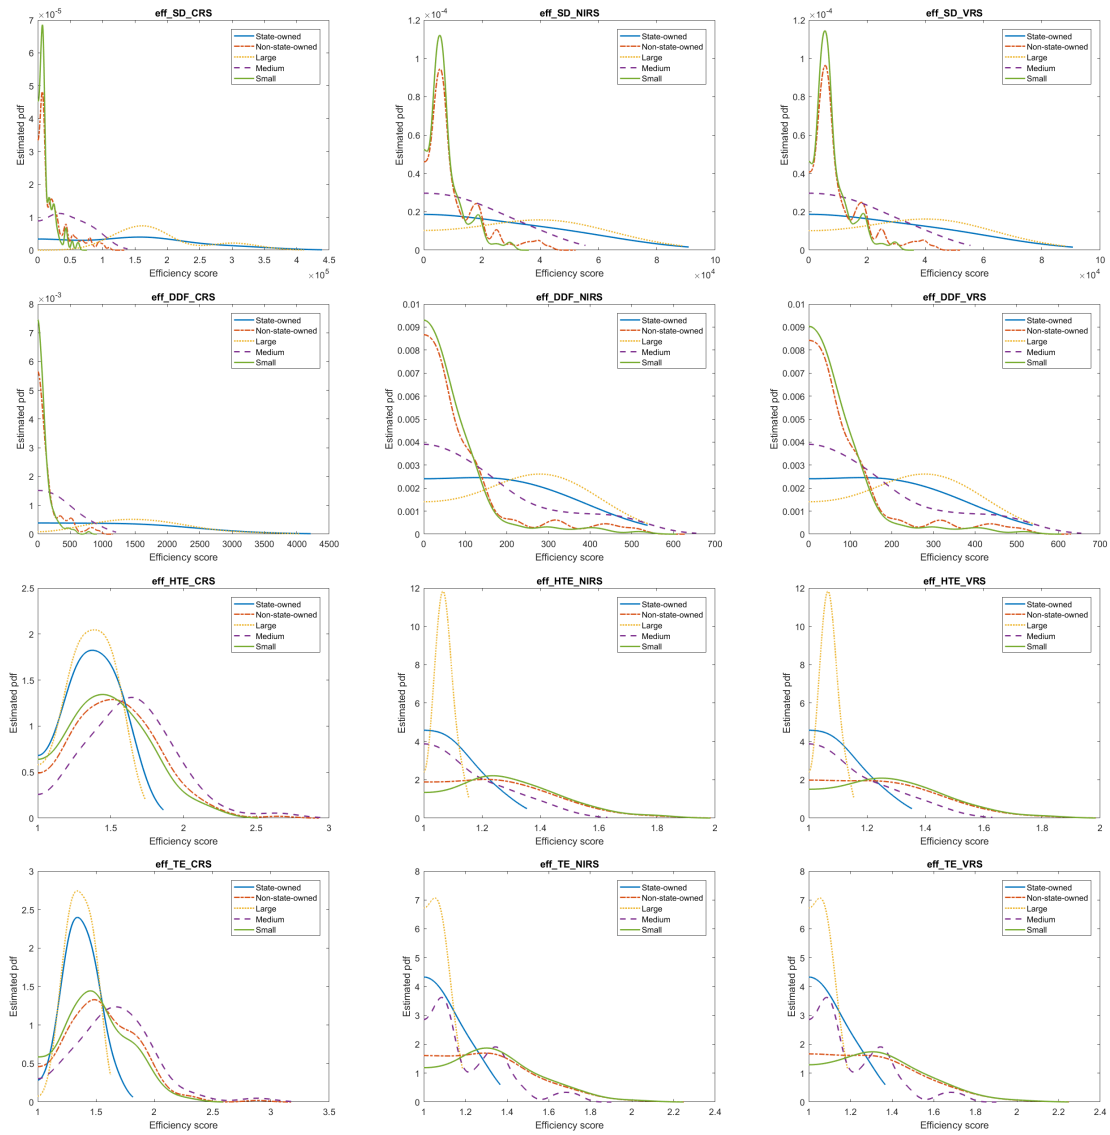 eff_SD_CRS
×10⁻⁵
7
6
5
4
3
2
1
0
Estimated pdf
State-owned
Non-state-owned
Large
Medium
Small
0 0.5 1 1.5 2 2.5 3 3.5 4 4.5
Efficiency score
×10⁵
eff_SD_NIRS
×10⁻⁴
1.2
1
0.8
0.6
0.4
0.2
0
Estimated pdf
State-owned
Non-state-owned
Large
Medium
Small
0 2 4 6 8 10
Efficiency score
×10⁴
eff_SD_VRS
×10⁻⁴
1.2
1
0.8
0.6
0.4
0.2
0
Estimated pdf
State-owned
Non-state-owned
Large
Medium
Small
0 2 4 6 8 10
Efficiency score
×10⁴
eff_DDF_CRS
×10⁻³
8
7
6
5
4
3
2
1
0
Estimated pdf
State-owned
Non-state-owned
Large
Medium
Small
0 500 1000 1500 2000 2500 3000 3500 4000 4500
Efficiency score
eff_DDF_NIRS
0.01
0.009
0.008
0.007
0.006
0.005
0.004
0.003
0.002
0.001
0
Estimated pdf
State-owned
Non-state-owned
Large
Medium
Small
0 100 200 300 400 500 600 700
Efficiency score
eff_DDF_VRS
0.01
0.009
0.008
0.007
0.006
0.005
0.004
0.003
0.002
0.001
0
Estimated pdf
State-owned
Non-state-owned
Large
Medium
Small
0 100 200 300 400 500 600 700
Efficiency score
eff_HTE_CRS
2.5
2
1.5
1
0.5
0
Estimated pdf
State-owned
Non-state-owned
Large
Medium
Small
1 1.5 2 2.5 3
Efficiency score
eff_HTE_NIRS
12
10
8
6
4
2
0
Estimated pdf
State-owned
Non-state-owned
Large
Medium
Small
1 1.2 1.4 1.6 1.8 2
Efficiency score
eff_HTE_VRS
12
10
8
6
4
2
0
Estimated pdf
State-owned
Non-state-owned
Large
Medium
Small
1 1.2 1.4 1.6 1.8 2
Efficiency score
eff_TE_CRS
3
2.5
2
1.5
1
0.5
0
Estimated pdf
State-owned
Non-state-owned
Large
Medium
Small
1 1.5 2 2.5 3 3.5
Efficiency score
eff_TE_NIRS
8
7
6
5
4
3
2
1
0
Estimated pdf
State-owned
Non-state-owned
Large
Medium
Small
1 1.2 1.4 1.6 1.8 2 2.2 2.4
Efficiency score
eff_TE_VRS
8
7
6
5
4
3
2
1
0
Estimated pdf
State-owned
Non-state-owned
Large
Medium
Small
1 1.2 1.4 1.6 1.8 2 2.2 2.4
Efficiency score